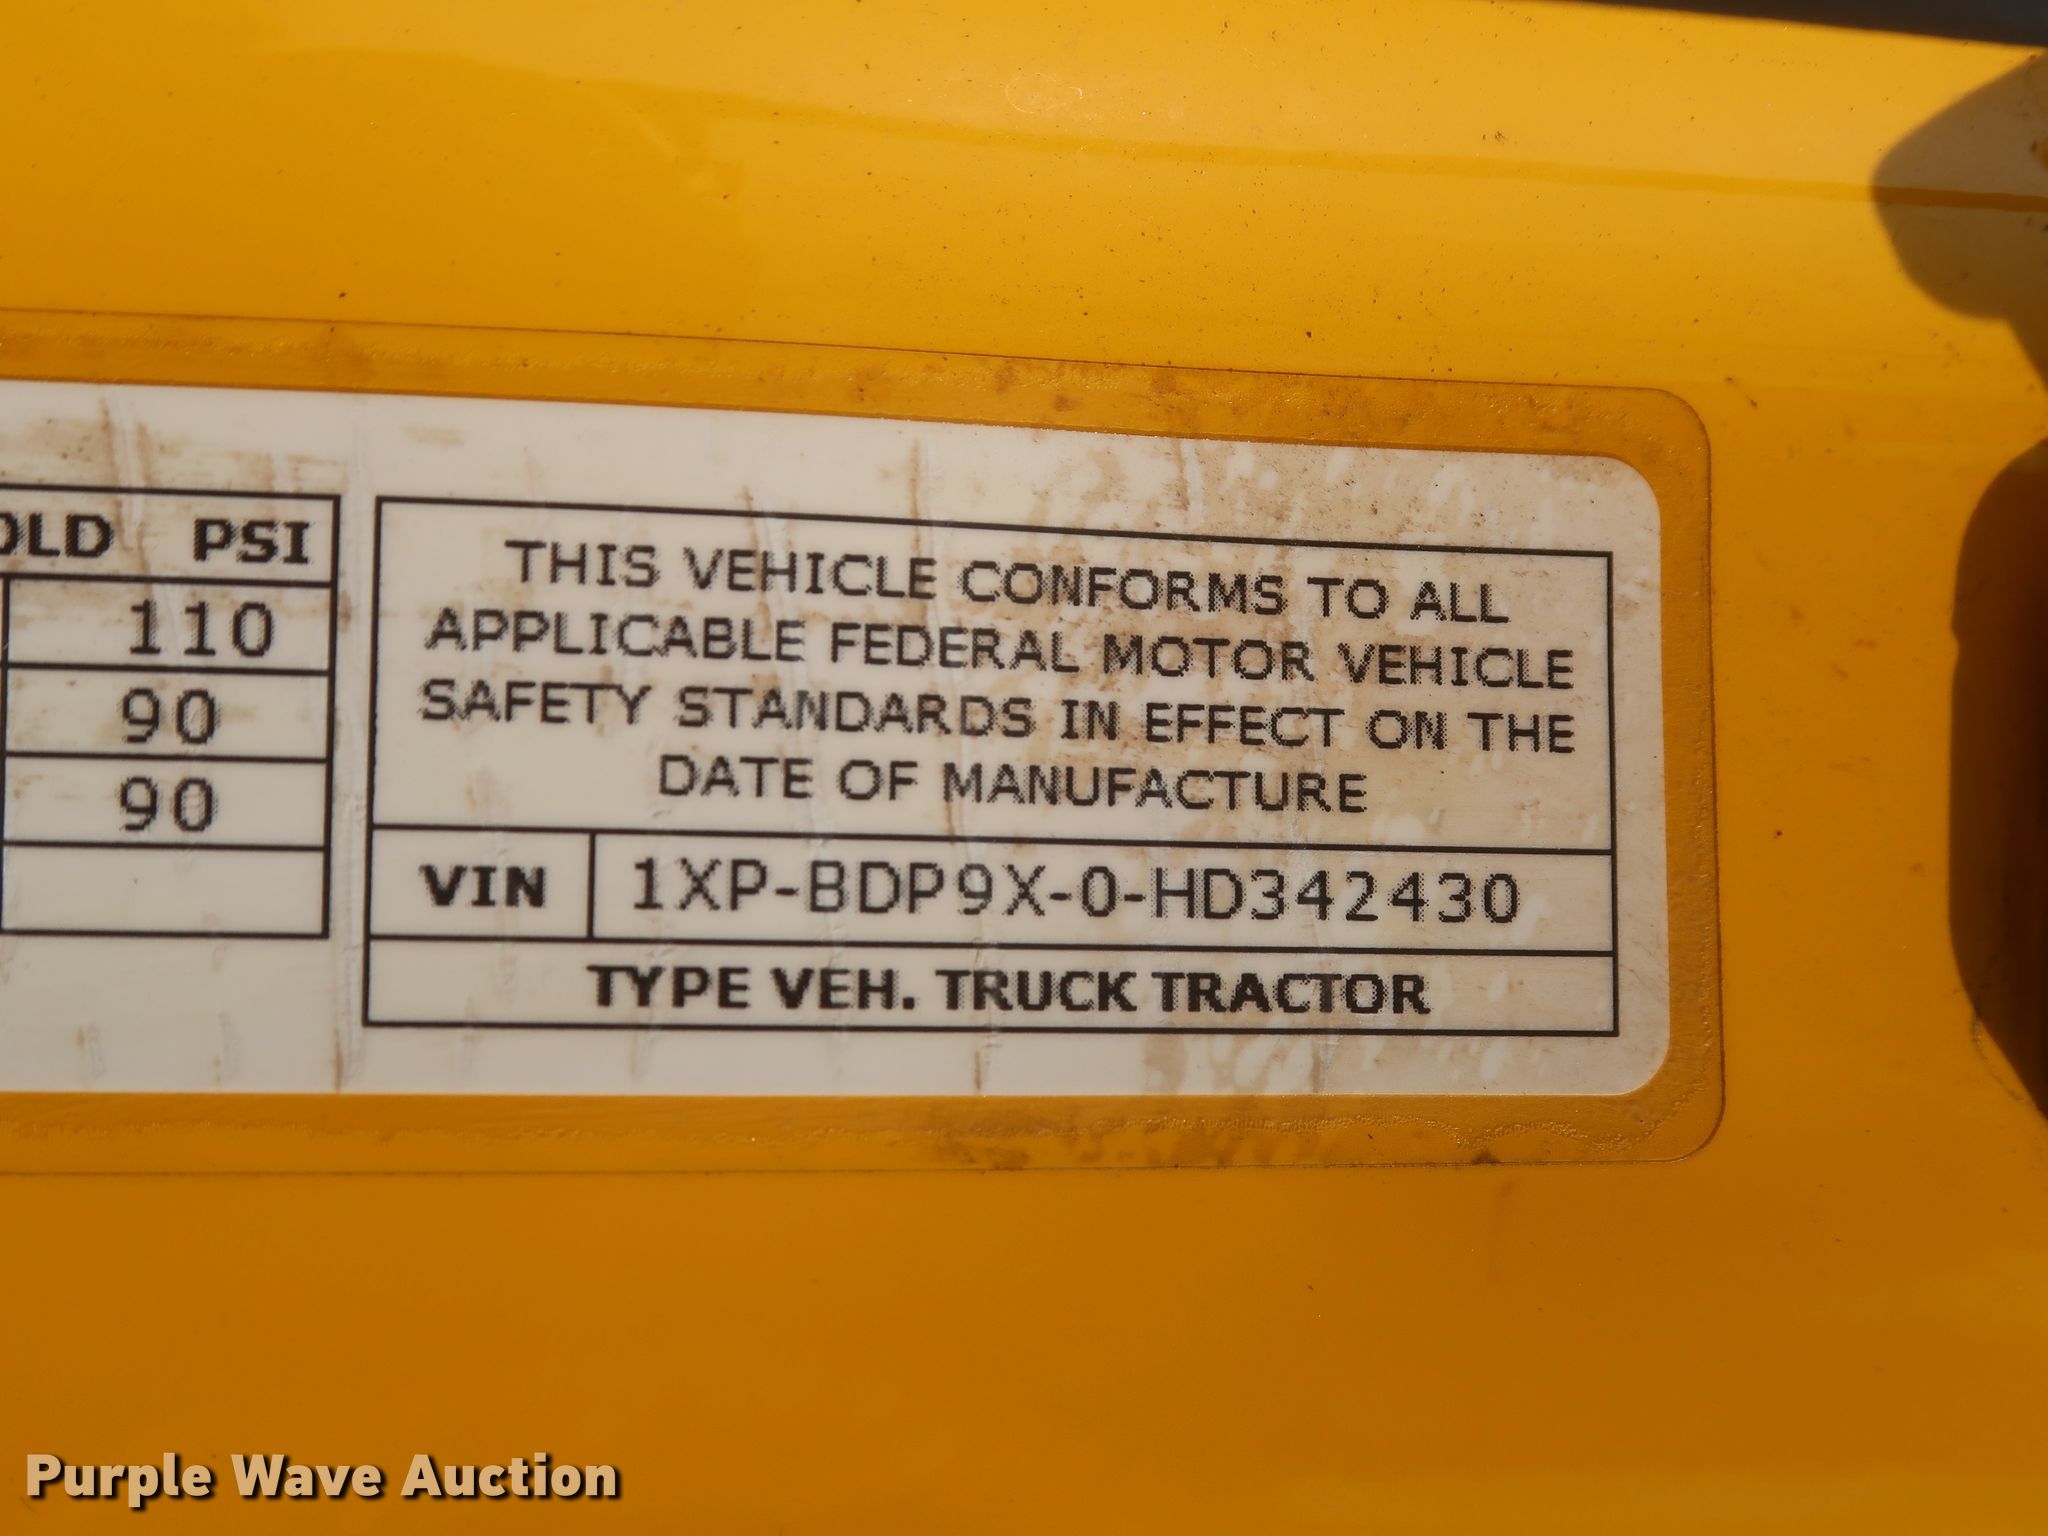 OLD PSI
110
90
90
THIS VEHICLE CONFORMS TO ALL
APPLICABLE FEDERAL MOTOR VEHICLE
SAFETY STANDARDS IN EFFECT ON THE
DATE OF MANUFACTURE
VIN 1XP-BDP9X-0-HD342430
TYPE VEH. TRUCK TRACTOR
Purple Wave Auction